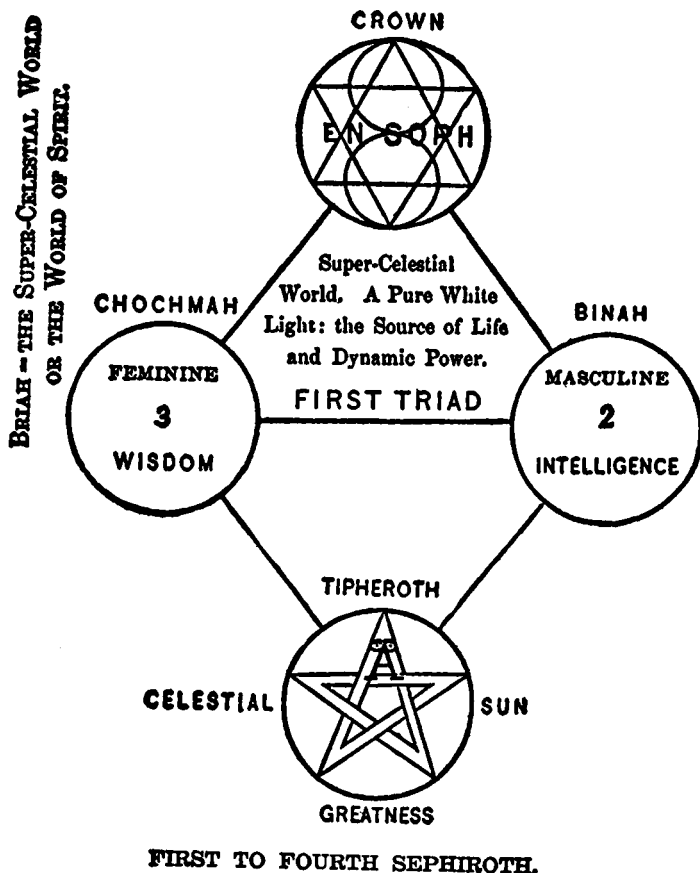 CROWN
EN SOPH
BRIAH = THE SUPER-CELESTIAL WORLD
OR THE WORLD OF SPIRIT.
Super-Celestial
World. A Pure White
Light: the Source of Life
and Dynamic Power.
FIRST TRIAD
CHOCHMAH
FEMININE
3
WISDOM
BINAH
MASCULINE
2
INTELLIGENCE
TIPHEROTH
A
CELESTIAL SUN
GREATNESS
FIRST TO FOURTH SEPHIROTH.